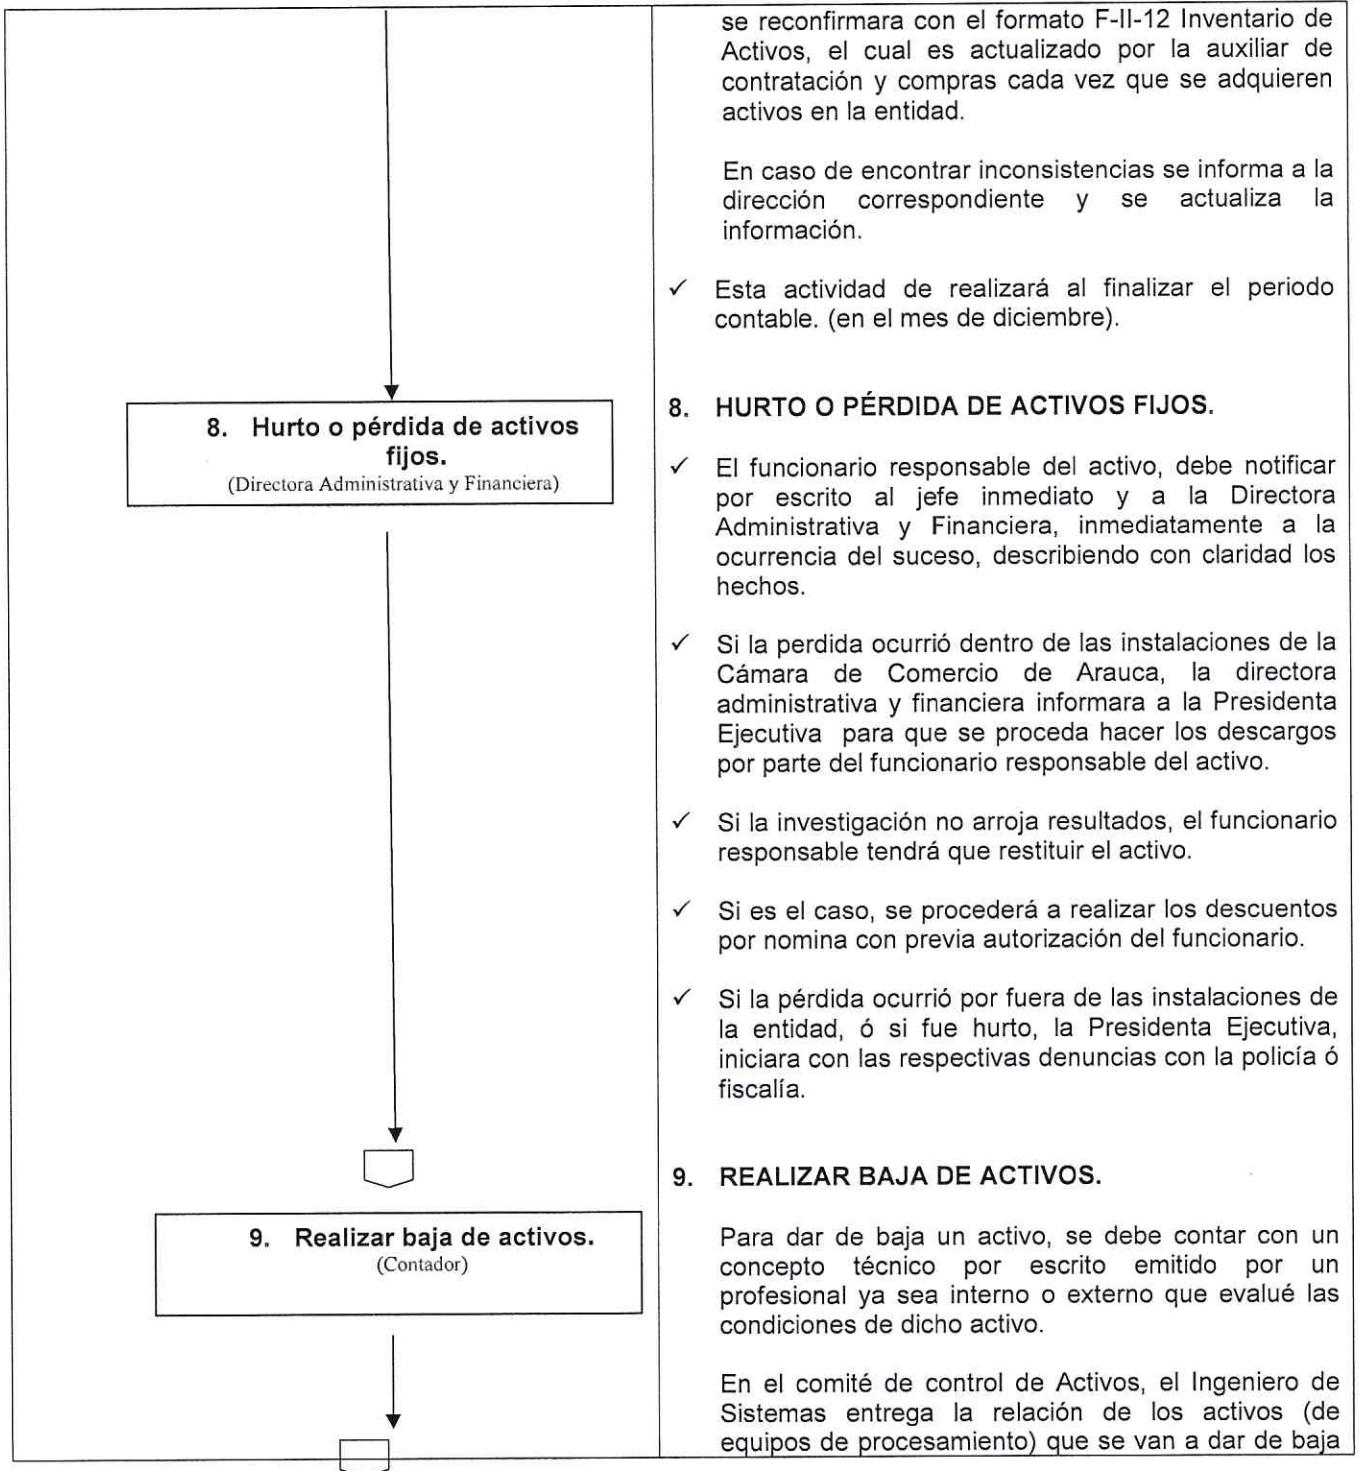 se reconfirmara con el formato F-II-12 Inventario de
Activos, el cual es actualizado por la auxiliar de
contratación y compras cada vez que se adquieren
activos en la entidad.
En caso de encontrar inconsistencias se informa a la
dirección correspondiente y se actualiza la
información.
✓ Esta actividad de realizará al finalizar el periodo
contable. (en el mes de diciembre).
8. Hurto o pérdida de activos
fijos.
(Directora Administrativa y Financiera)
8. HURTO O PÉRDIDA DE ACTIVOS FIJOS.
✓ El funcionario responsable del activo, debe notificar
por escrito al jefe inmediato y a la Directora
Administrativa y Financiera, inmediatamente a la
ocurrencia del suceso, describiendo con claridad los
hechos.
✓ Si la perdida ocurrió dentro de las instalaciones de la
Cámara de Comercio de Arauca, la directora
administrativa y financiera informara a la Presidenta
Ejecutiva para que se proceda hacer los descargos
por parte del funcionario responsable del activo.
✓ Si la investigación no arroja resultados, el funcionario
responsable tendrá que restituir el activo.
✓ Si es el caso, se procederá a realizar los descuentos
por nomina con previa autorización del funcionario.
✓ Si la pérdida ocurrió por fuera de las instalaciones de
la entidad, ó si fue hurto, la Presidenta Ejecutiva,
iniciara con las respectivas denuncias con la policía ó
fiscalía.
9. Realizar baja de activos.
(Contador)
9. REALIZAR BAJA DE ACTIVOS.
Para dar de baja un activo, se debe contar con un
concepto técnico por escrito emitido por un
profesional ya sea interno o externo que evalué las
condiciones de dicho activo.
En el comité de control de Activos, el Ingeniero de
Sistemas entrega la relación de los activos (de
equipos de procesamiento) que se van a dar de baja